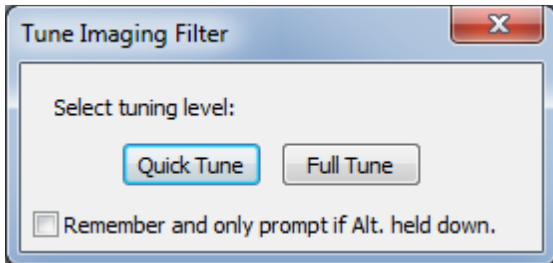 Tune Imaging Filter
Select tuning level:
Quick Tune Full Tune
Remember and only prompt if Alt. held down.